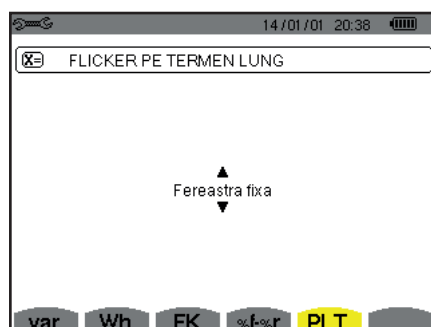 14/01/01 20:38
X= FLICKER PE TERMEN LUNG
Fereastra fixa
var Wh FK %f-%r PLT